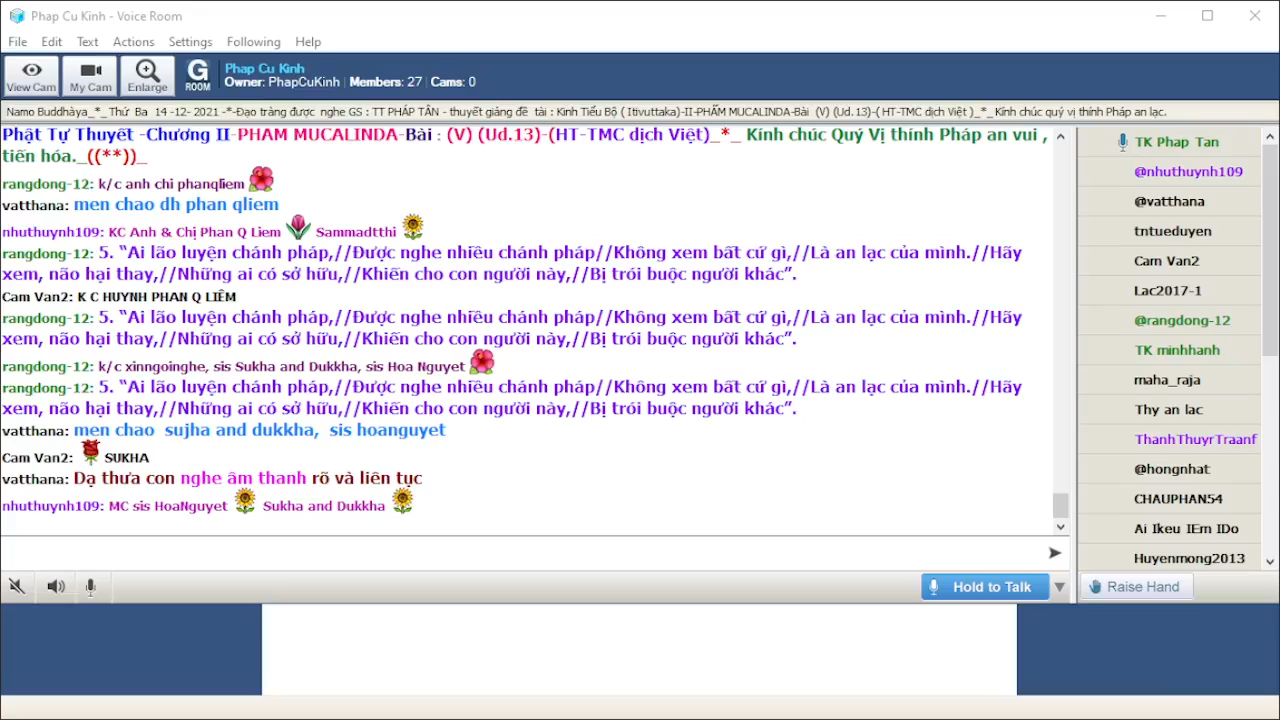 Phap Cu Kinh - Voice Room
File Edit Text Actions Settings Following Help
View Cam My Cam Enlarge G ROOM
Phap Cu Kinh
Owner: PhapCuKinh Members: 27 Cams: 0
Namo Buddhàya_*_ Thứ Ba 14 -12- 2021 -*-Đạo tràng được nghe GS : TT PHÁP TÂN - thuyết giảng đề tài : Kinh Tiểu Bộ ( Itivuttaka)-II-PHẨM MUCALINDA-Bài (V) (Ud.13)-( HT-TMC dịch Việt )_*_ Kính chúc quý vị thính Pháp an lạc.
Phật Tự Thuyết -Chương II-PHẨM MUCALINDA-Bài : (V) (Ud.13)-(HT-TMC dịch Việt)_*_ Kính chúc Quý Vị thính Pháp an vui ,
tiến hóa._((**))_
rangdong-12: k/c anh chi phanqliem
vatthana: men chao dh phan qliem
nhuthuynh109: KC Anh & Chị Phan Q Liem Sammadtthi
rangdong-12: 5. “Ai lão luyện chánh pháp,//Được nghe nhiều chánh pháp//Không xem bất cứ gì,//Là an lạc của mình.//Hãy
xem, não hại thay,//Những ai có sở hữu,//Khiến cho con người này,//Bị trói buộc người khác”.
Cam Van2: K C HUYNH PHAN Q LIÊM
rangdong-12: 5. “Ai lão luyện chánh pháp,//Được nghe nhiều chánh pháp//Không xem bất cứ gì,//Là an lạc của mình.//Hãy
xem, não hại thay,//Những ai có sở hữu,//Khiến cho con người này,//Bị trói buộc người khác”.
rangdong-12: k/c xinngoinghe, sis Sukha and Dukkha, sis Hoa Nguyet
rangdong-12: 5. “Ai lão luyện chánh pháp,//Được nghe nhiều chánh pháp//Không xem bất cứ gì,//Là an lạc của mình.//Hãy
xem, não hại thay,//Những ai có sở hữu,//Khiến cho con người này,//Bị trói buộc người khác”.
vatthana: men chao sujha and dukkha, sis hoanguyet
Cam Van2: SUKHA
vatthana: Dạ thưa con nghe âm thanh rõ và liên tục
nhuthuynh109: MC sis HoaNguyet Sukha and Dukkha
Hold to Talk
TK Phap Tan
@nhuthuynh109
@vatthana
tntueduyen
Cam Van2
Lac2017-1
@rangdong-12
TK minhhanh
maha_raja
Thy an lac
ThanhThuyrTraanf
@hongnhat
CHAUPHAN54
Ai Ikeu IEm IDo
Huyenmong2013
Raise Hand